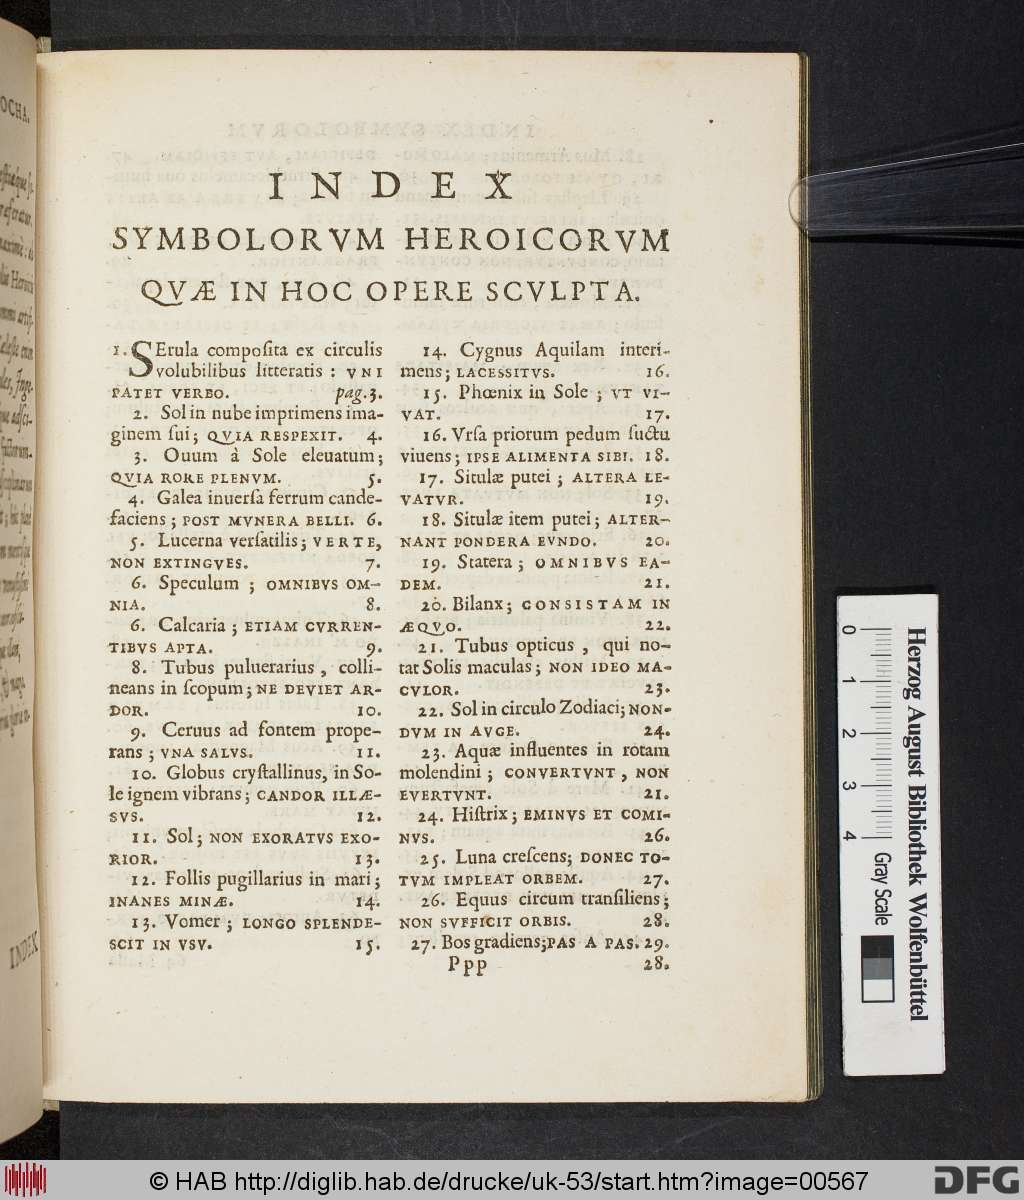 OCHA.
INDEX
INDEX
SYMBOLORVM HEROICORVM
QVÆ IN HOC OPERE SCVLPTA.
1. SErula compoſita ex circulis
volubilibus litteratis : VNI
PATET VERBO. pag.3.
2. Sol in nube imprimens ima-
ginem ſui; QVIA RESPEXIT. 4.
3. Ouum à Sole eleuatum;
QVIA RORE PLENVM. 5.
4. Galea inuerſa ferrum cande-
faciens ; POST MVNERA BELLI. 6.
5. Lucerna verſatilis; VERTE,
NON EXTINGVES. 7.
6. Speculum ; OMNIBVS OM-
NIA. 8.
6. Calcaria ; ETIAM CVRREN-
TIBVS APTA. 9.
8. Tubus puluerarius, colli-
neans in ſcopum; NE DEVIET AR-
DOR. 10.
9. Ceruus ad fontem prope-
rans ; VNA SALVS. 11.
10. Globus cryſtallinus, in So-
le ignem vibrans; CANDOR ILLÆ-
SVS. 12.
11. Sol; NON EXORATVS EXO-
RIOR. 13.
12. Follis pugillarius in mari;
INANES MINÆ. 14.
13. Vomer ; LONGO SPLENDE-
SCIT IN VSV. 15.
14. Cygnus Aquilam interi-
mens; LACESSITVS. 16.
15. Phœnix in Sole ; VT VI-
VAT. 17.
16. Vrſa priorum pedum ſuctu
viuens; IPSE ALIMENTA SIBI. 18.
17. Situlæ putei ; ALTERA LE-
VATVR. 19.
18. Situlæ item putei; ALTER-
NANT PONDERA EVNDO. 20.
19. Statera ; OMNIBVS EA-
DEM. 21.
20. Bilanx; CONSISTAM IN
ÆQVO. 22.
21. Tubus opticus, qui no-
tat Solis maculas; NON IDEO MA-
CVLOR. 23.
22. Sol in circulo Zodiaci; NON-
DVM IN AVGE. 24.
23. Aquæ influentes in rotam
molendini ; CONVERTVNT, NON
EVERTVNT. 21.
24. Hiſtrix; EMINVS ET COMI-
NVS. 26.
25. Luna creſcens; DONEC TO-
TVM IMPLEAT ORBEM. 27.
26. Equus circum tranſiliens;
NON SVFFICIT ORBIS. 28.
27. Bos gradiens; PAS A PAS. 29.
Ppp 28.
0 1 2 3 4
Gray Scale
Herzog August Bibliothek Wolfenbüttel
© HAB http://diglib.hab.de/drucke/uk-53/start.htm?image=00567
DFG